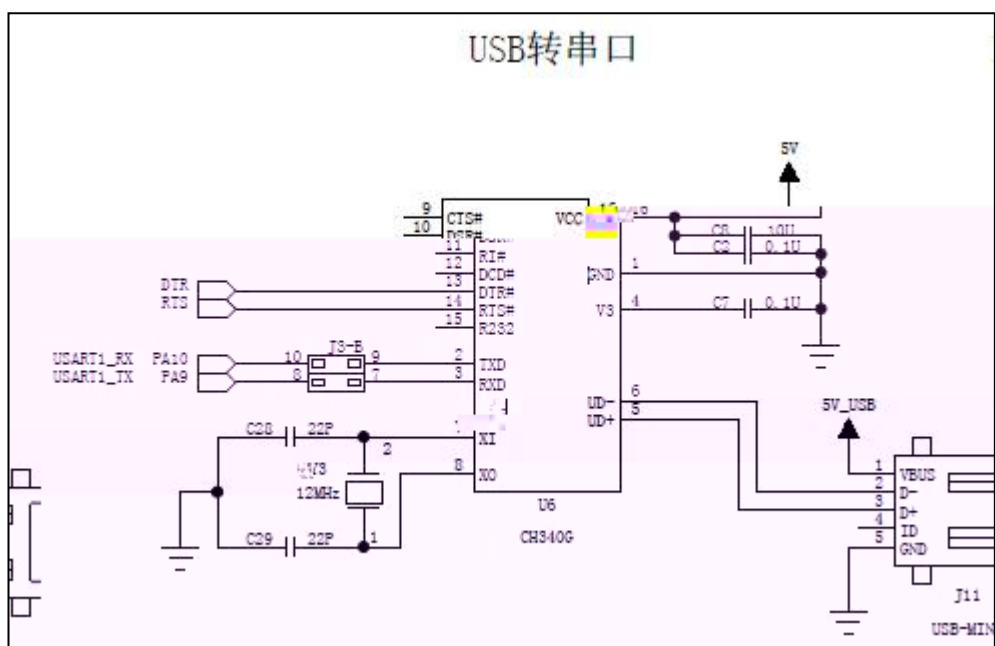 USB转串口
5V
9 CTS#
VCC
10 DSR#
C8 10U
11 RI#
C2 0.1U
12 DCD#
GND 1
DTR 13 DTR#
RTS 14 RTS#
V3 4 C7 0.1U
15 R232
J3-B
USART1_RX PA10 10 9 2 TXD
USART1_TX PA9 8 7 3 RXD
UD- 6
UD+ 5
5V_USB
C28 22P 2
XI
8 XO
12MHz
1 VBUS
2 D-
3 D+
4 ID
5 GND
U6
CH340G
C29 22P 1
J11
USB-MIN